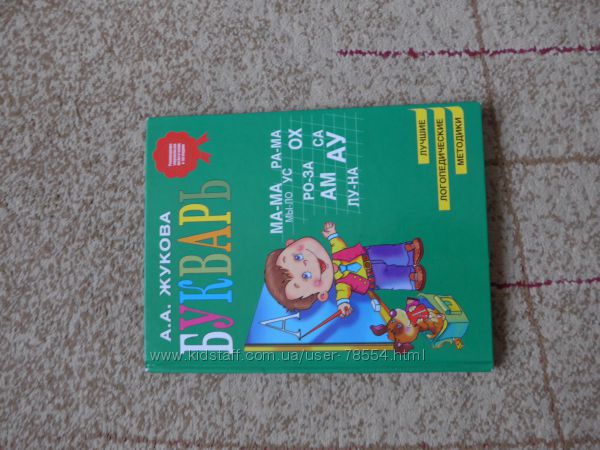 А.А. ЖУКОВА
БУКВАРЬ
МА-МА РА-МА
МЫ-ЛО УС ОХ
РО-ЗА СА
АМ АУ
ЛУ-НА
А
ЛУЧШИЕ
ЛОГОПЕДИЧЕСКИЕ
МЕТОДИКИ
www.kidstaff.com.ua/user-78554.html